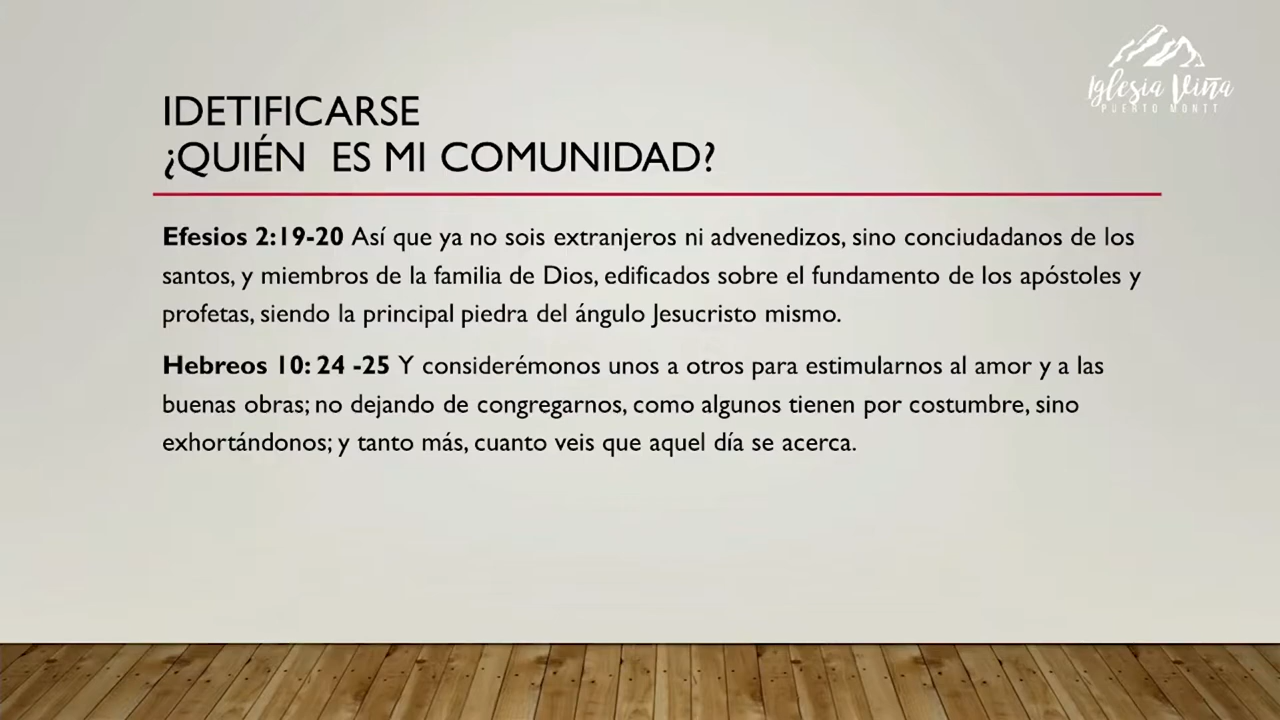 Iglesia Viña
PUERTO MONTT
IDETIFICARSE
¿QUIÉN ES MI COMUNIDAD?
Efesios 2:19-20 Así que ya no sois extranjeros ni advenedizos, sino conciudadanos de los
santos, y miembros de la familia de Dios, edificados sobre el fundamento de los apóstoles y
profetas, siendo la principal piedra del ángulo Jesucristo mismo.
Hebreos 10: 24 -25 Y considerémonos unos a otros para estimularnos al amor y a las
buenas obras; no dejando de congregarnos, como algunos tienen por costumbre, sino
exhortándonos; y tanto más, cuanto veis que aquel día se acerca.